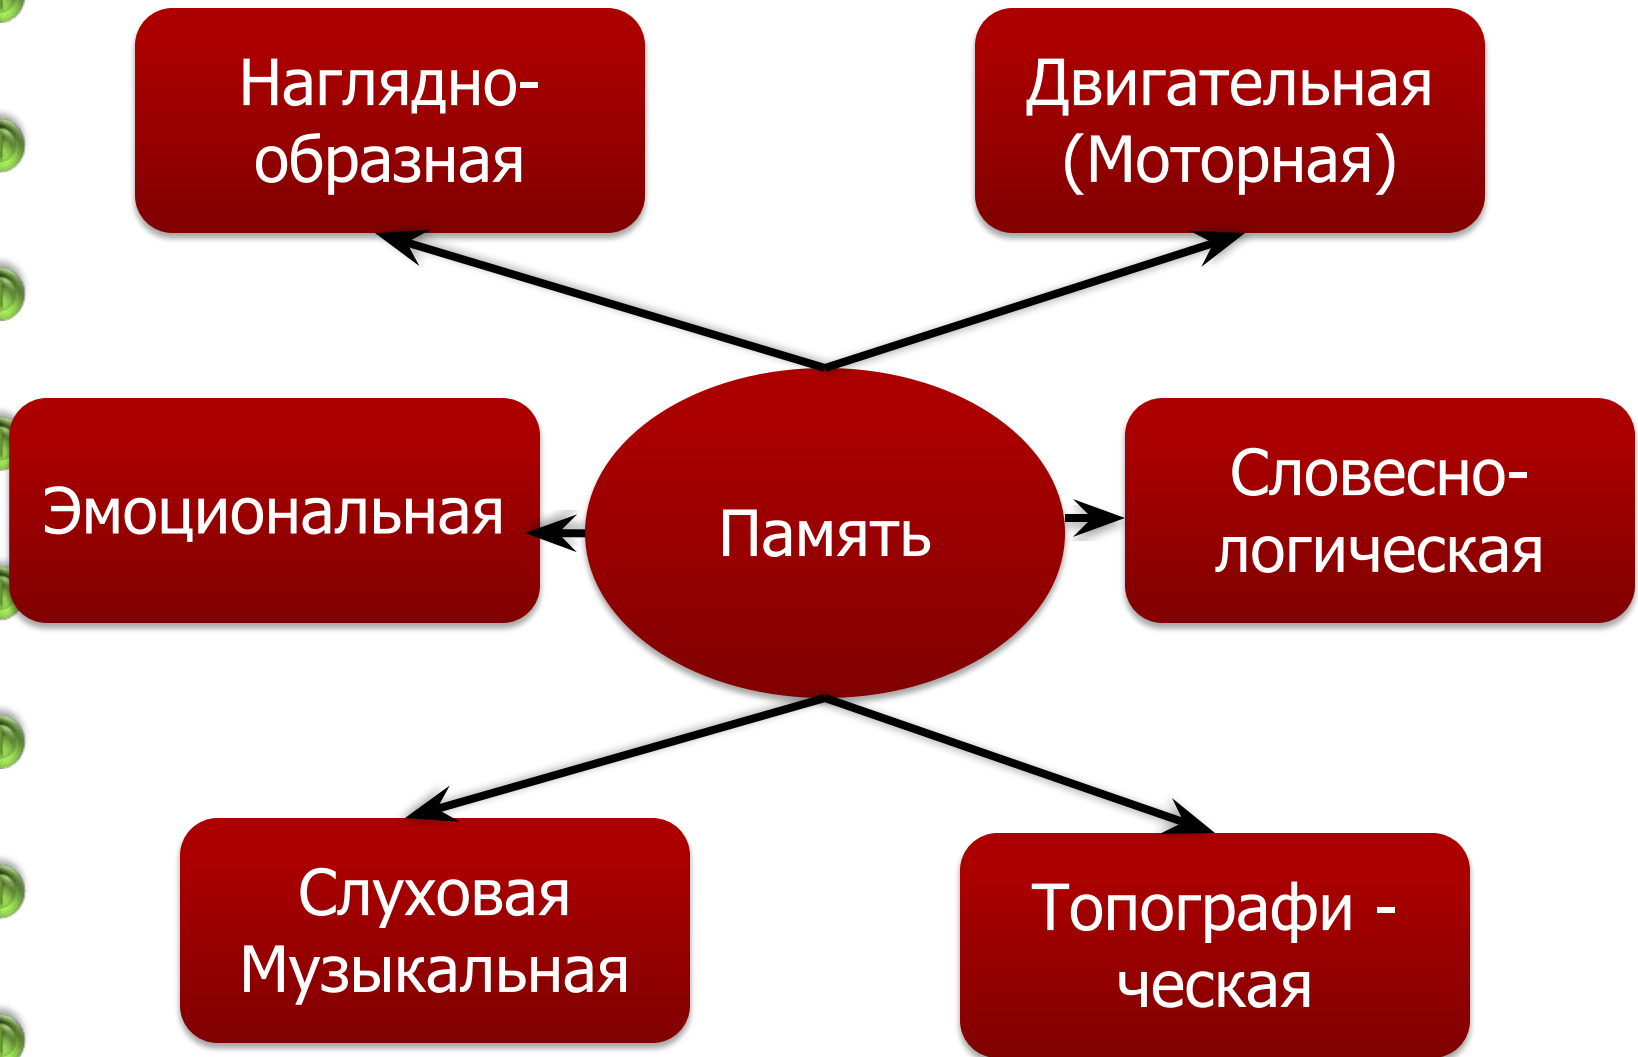 Наглядно-
образная
Двигательная
(Моторная)
Эмоциональная
Память
Словесно-
логическая
Слуховая
Музыкальная
Топографи -
ческая